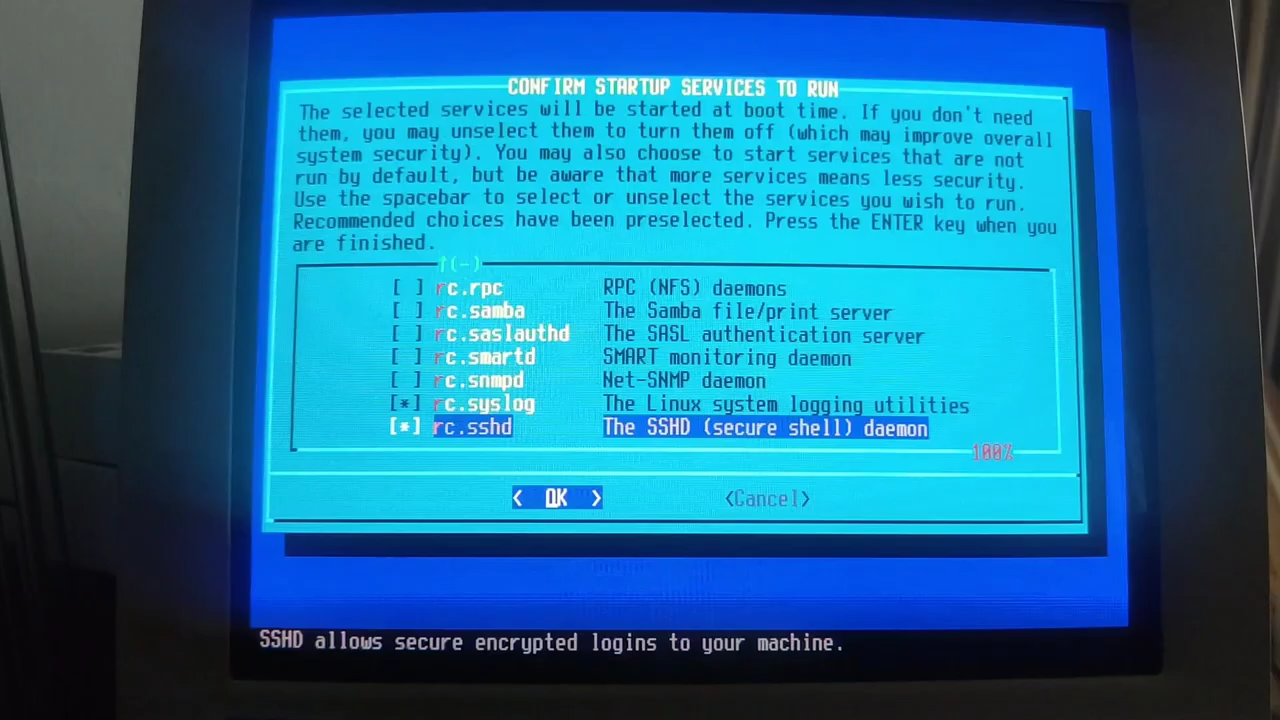 CONFIRM STARTUP SERVICES TO RUN
The selected services will be started at boot time. If you don't need
them, you may unselect them to turn them off (which may improve overall
system security). You may also choose to start services that are not
run by default, but be aware that more services means less security.
Use the spacebar to select or unselect the services you wish to run.
Recommended choices have been preselected. Press the ENTER key when you
are finished.
↑(-)
[ ] rc.rpc RPC (NFS) daemons
[ ] rc.samba The Samba file/print server
[ ] rc.saslauthd The SASL authentication server
[ ] rc.smartd SMART monitoring daemon
[ ] rc.snmpd Net-SNMP daemon
[*] rc.syslog The Linux system logging utilities
[*] rc.sshd The SSHD (secure shell) daemon
100%
< OK > <Cancel>
SSHD allows secure encrypted logins to your machine.